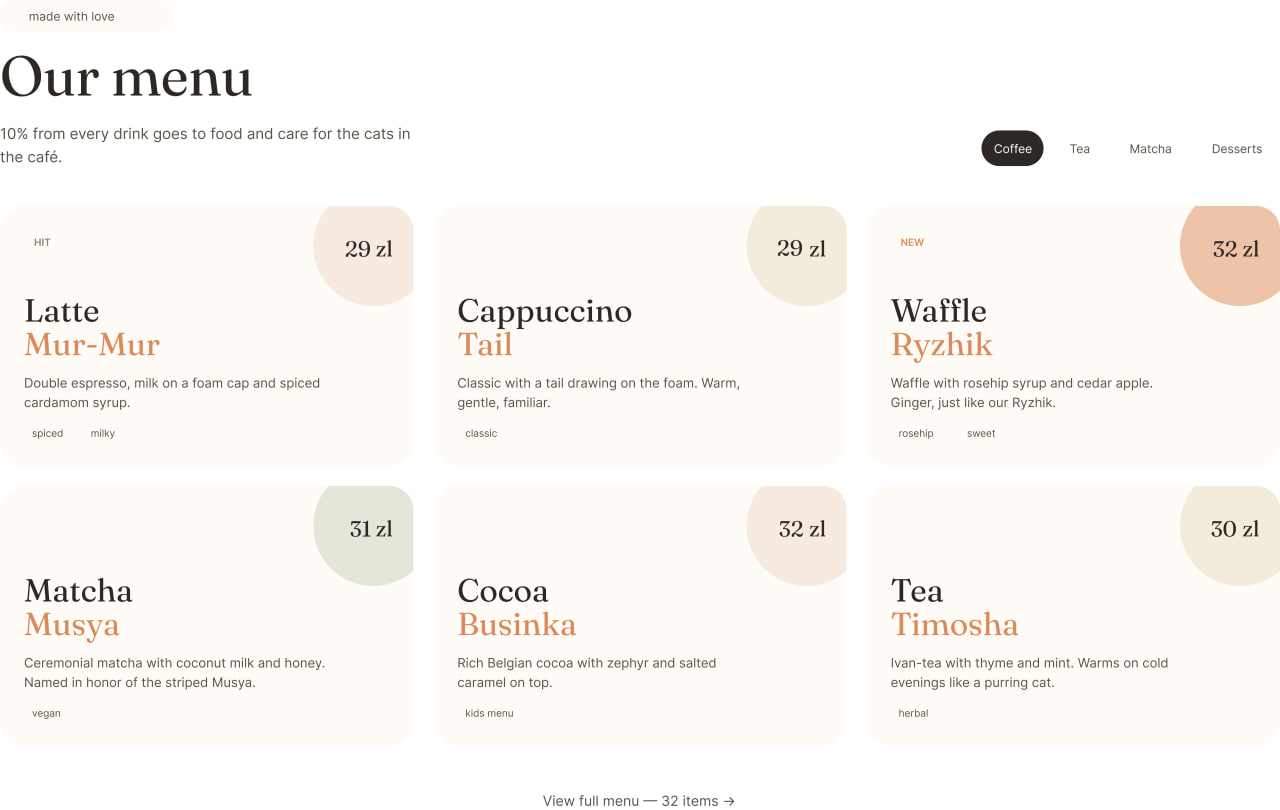 made with love
Our menu
10% from every drink goes to food and care for the cats in
the café.
Coffee
Tea
Matcha
Desserts
HIT
29 zl
Latte
Mur-Mur
Double espresso, milk on a foam cap and spiced
cardamom syrup.
spiced
milky
29 zl
Cappuccino
Tail
Classic with a tail drawing on the foam. Warm,
gentle, familiar.
classic
NEW
32 zl
Waffle
Ryzhik
Waffle with rosehip syrup and cedar apple.
Ginger, just like our Ryzhik.
rosehip
sweet
31 zl
Matcha
Musya
Ceremonial matcha with coconut milk and honey.
Named in honor of the striped Musya.
vegan
32 zl
Cocoa
Businka
Rich Belgian cocoa with zephyr and salted
caramel on top.
kids menu
30 zl
Tea
Timosha
Ivan-tea with thyme and mint. Warms on cold
evenings like a purring cat.
herbal
View full menu — 32 items →